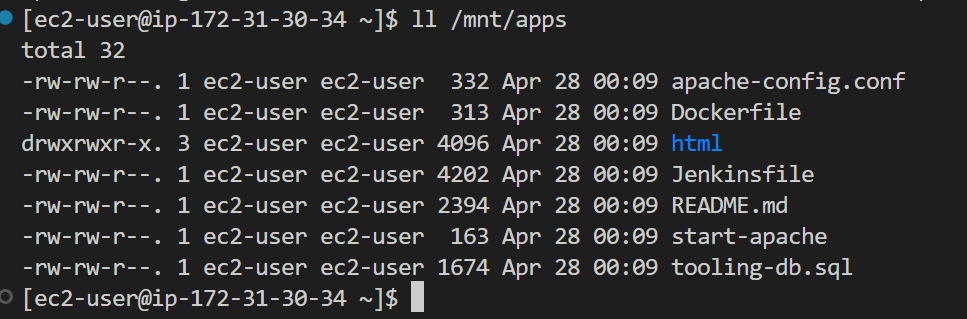 [ec2-user@ip-172-31-30-34 ~]$ ll /mnt/apps
total 32
-rw-rw-r--. 1 ec2-user ec2-user  332 Apr 28 00:09 apache-config.conf
-rw-rw-r--. 1 ec2-user ec2-user  313 Apr 28 00:09 Dockerfile
drwxrwxr-x. 3 ec2-user ec2-user 4096 Apr 28 00:09 html
-rw-rw-r--. 1 ec2-user ec2-user 4202 Apr 28 00:09 Jenkinsfile
-rw-rw-r--. 1 ec2-user ec2-user 2394 Apr 28 00:09 README.md
-rw-rw-r--. 1 ec2-user ec2-user  163 Apr 28 00:09 start-apache
-rw-rw-r--. 1 ec2-user ec2-user 1674 Apr 28 00:09 tooling-db.sql
[ec2-user@ip-172-31-30-34 ~]$